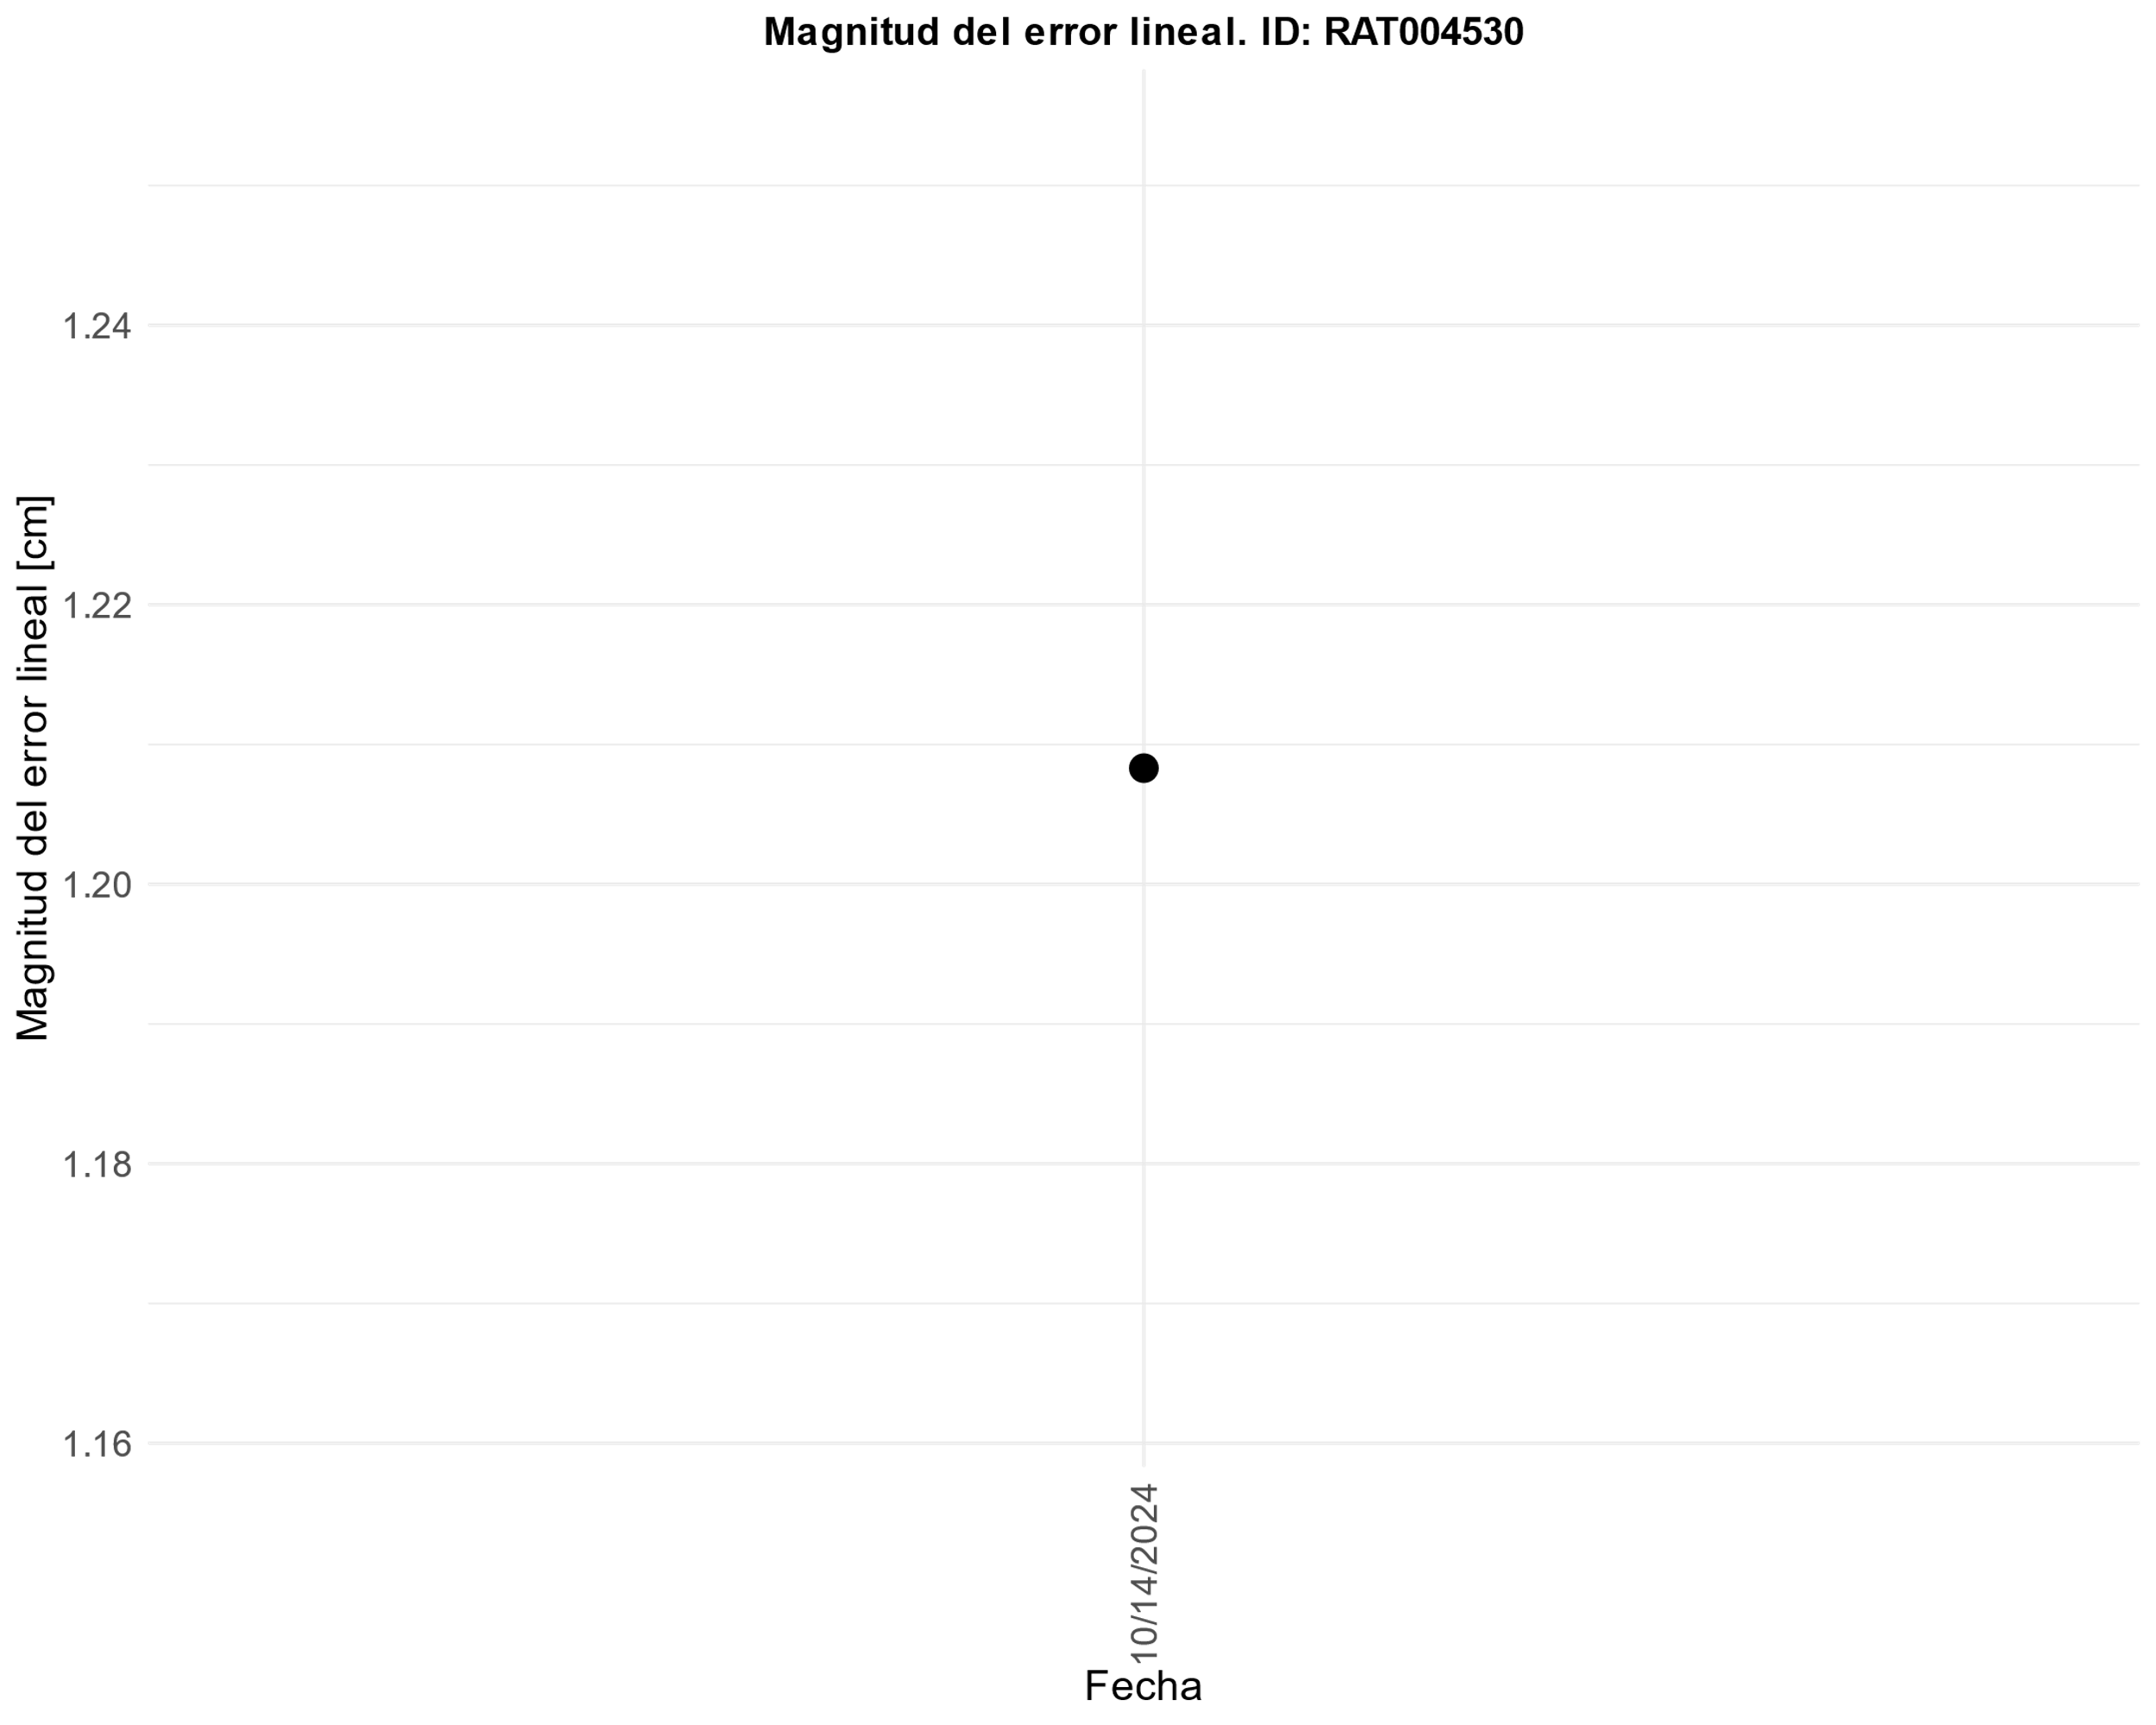 Magnitud del error lineal. ID: RAT004530
Magnitud del error lineal [cm]
1.24
1.22
1.20
1.18
1.16
10/14/2024
Fecha